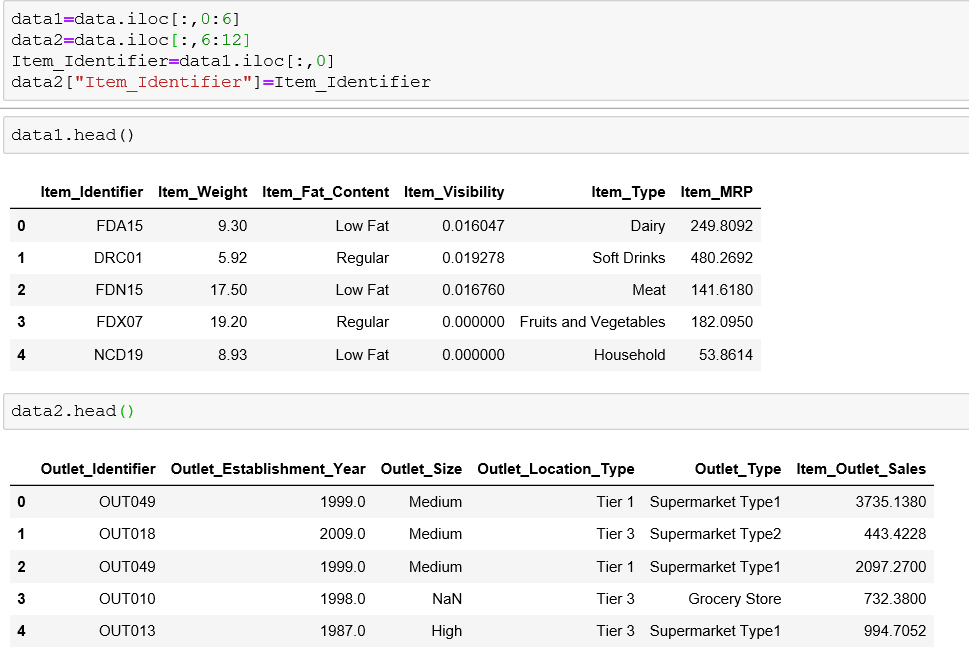 data1=data.iloc[:,0:6]
data2=data.iloc[:,6:12]
Item_Identifier=data1.iloc[:,0]
data2["Item_Identifier"]=Item_Identifier
data1.head()
Item_Identifier Item_Weight Item_Fat_Content Item_Visibility Item_Type Item_MRP
0 FDA15 9.30 Low Fat 0.016047 Dairy 249.8092
1 DRC01 5.92 Regular 0.019278 Soft Drinks 480.2692
2 FDN15 17.50 Low Fat 0.016760 Meat 141.6180
3 FDX07 19.20 Regular 0.000000 Fruits and Vegetables 182.0950
4 NCD19 8.93 Low Fat 0.000000 Household 53.8614
data2.head()
Outlet_Identifier Outlet_Establishment_Year Outlet_Size Outlet_Location_Type Outlet_Type Item_Outlet_Sales
0 OUT049 1999.0 Medium Tier 1 Supermarket Type1 3735.1380
1 OUT018 2009.0 Medium Tier 3 Supermarket Type2 443.4228
2 OUT049 1999.0 Medium Tier 1 Supermarket Type1 2097.2700
3 OUT010 1998.0 NaN Tier 3 Grocery Store 732.3800
4 OUT013 1987.0 High Tier 3 Supermarket Type1 994.7052